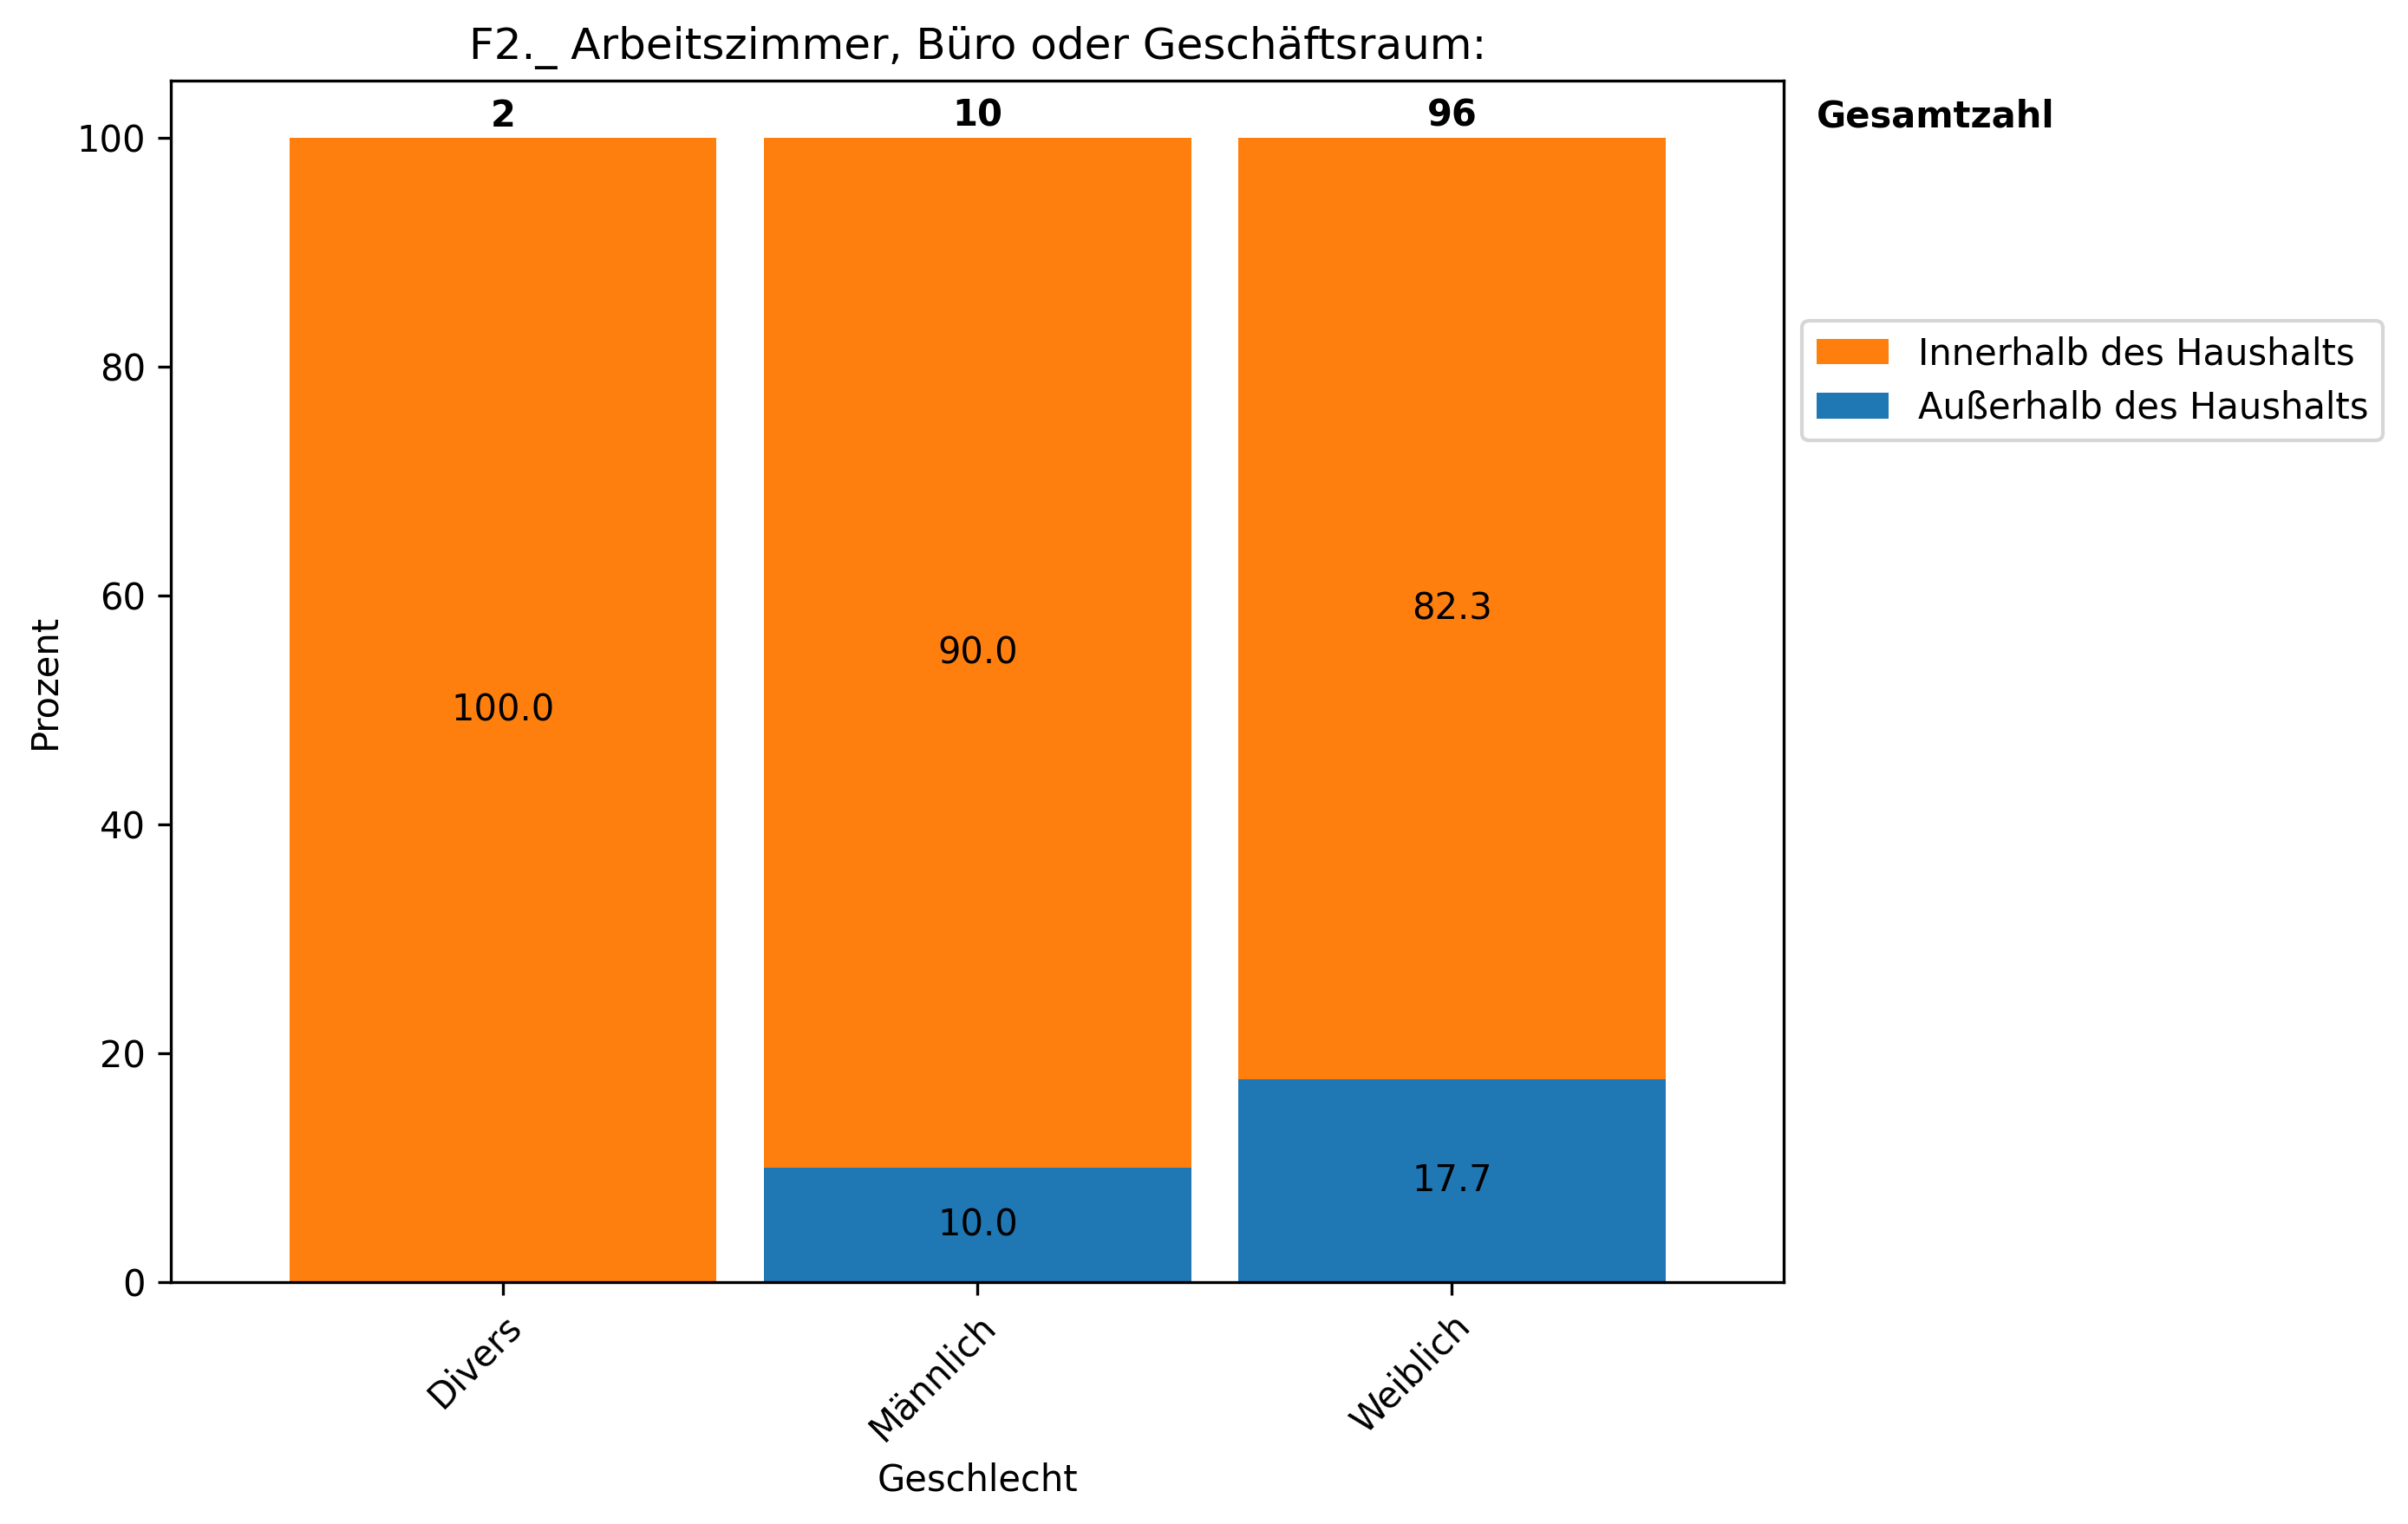 F2._ Arbeitszimmer, Büro oder Geschäftsraum:
2 10 96 Gesamtzahl
100
80
60
40
20
0
Prozent
100.0
90.0
82.3
10.0
17.7
Innerhalb des Haushalts
Außerhalb des Haushalts
Divers Männlich Weiblich
Geschlecht